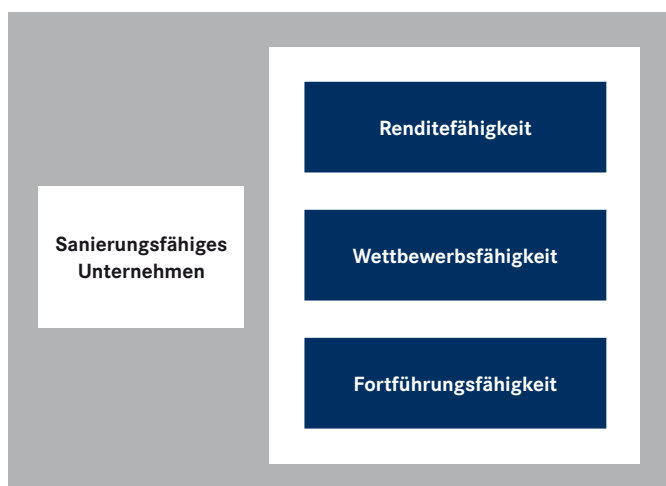 Sanierungsfähiges
Unternehmen
Renditefähigkeit
Wettbewerbsfähigkeit
Fortführungsfähigkeit